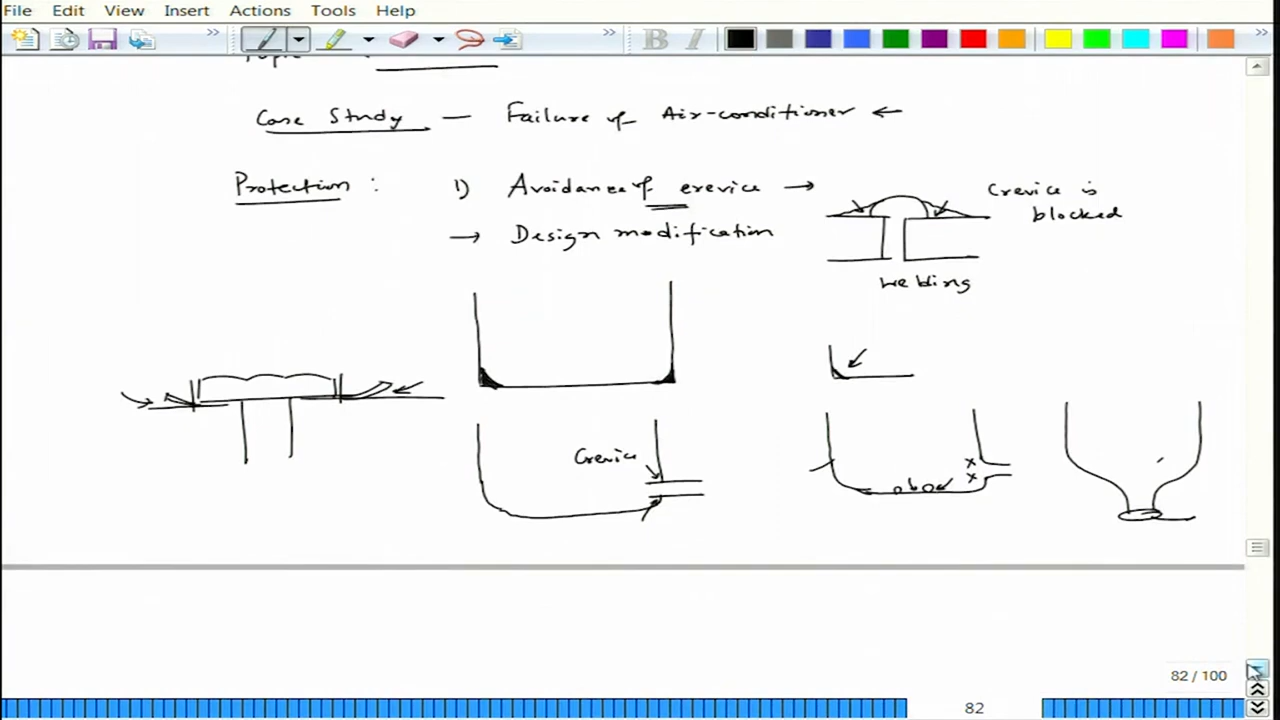 File Edit View Insert Actions Tools Help
B I
Case Study — Failure of Air-conditioner ←
Protection : 1) Avoidance of crevice →
Crevice is
blocked
→ Design modification
Welding
Crevice
x
x
82 / 100
82